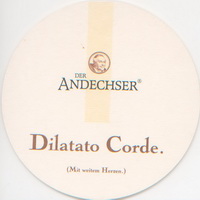 DER
ANDECHSER®
Dilatato Corde.
(Mit weitem Herzen.)